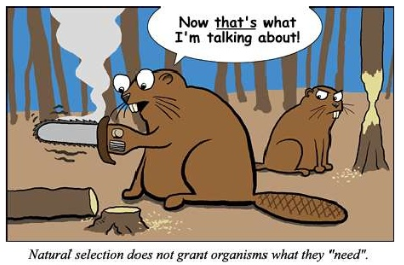 Now that's what
I'm talking about!
Natural selection does not grant organisms what they "need".